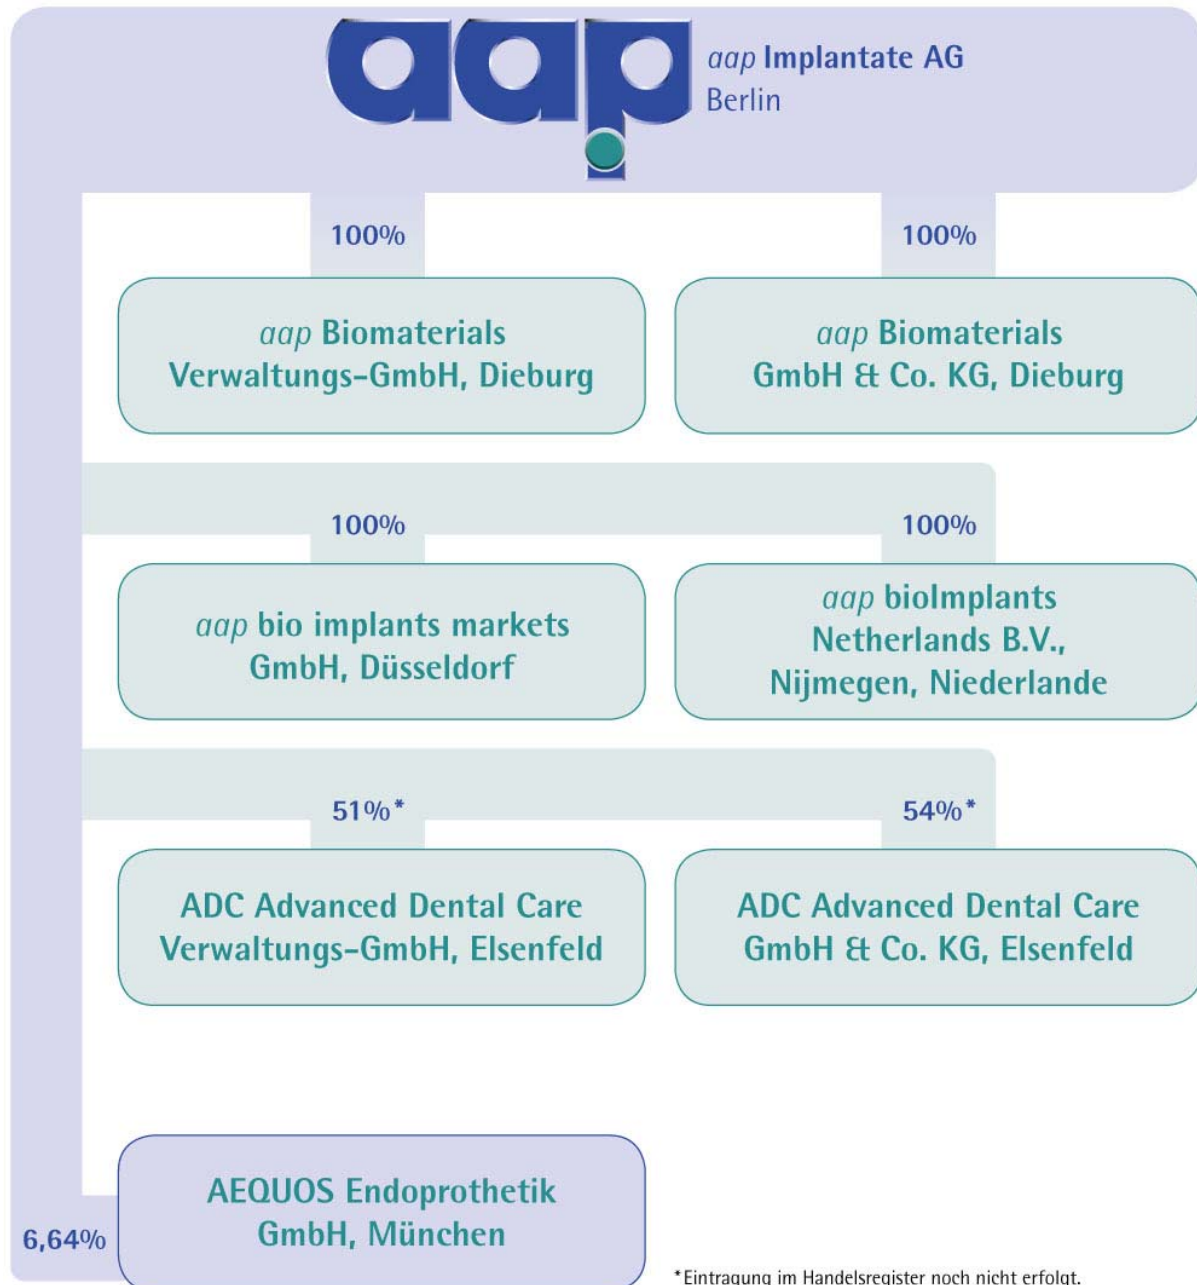 aap
aap Implantate AG
Berlin
100%
100%
aap Biomaterials
Verwaltungs-GmbH, Dieburg
aap Biomaterials
GmbH & Co. KG, Dieburg
100%
100%
aap bio implants markets
GmbH, Düsseldorf
aap bioImplants
Netherlands B.V.,
Nijmegen, Niederlande
51%*
54%*
ADC Advanced Dental Care
Verwaltungs-GmbH, Elsenfeld
ADC Advanced Dental Care
GmbH & Co. KG, Elsenfeld
AEQUOS Endoprothetik
GmbH, München
6,64%
*Eintragung im Handelsregister noch nicht erfolgt.